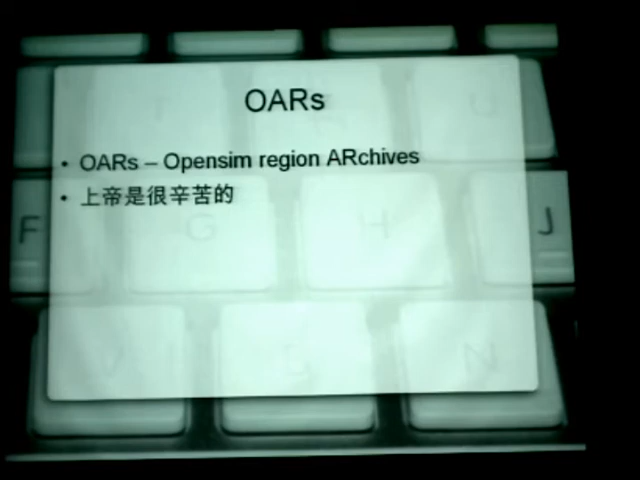 OARs
• OARs – Opensim region ARchives
• 上帝是很辛苦的
F
G
H
J
V
N